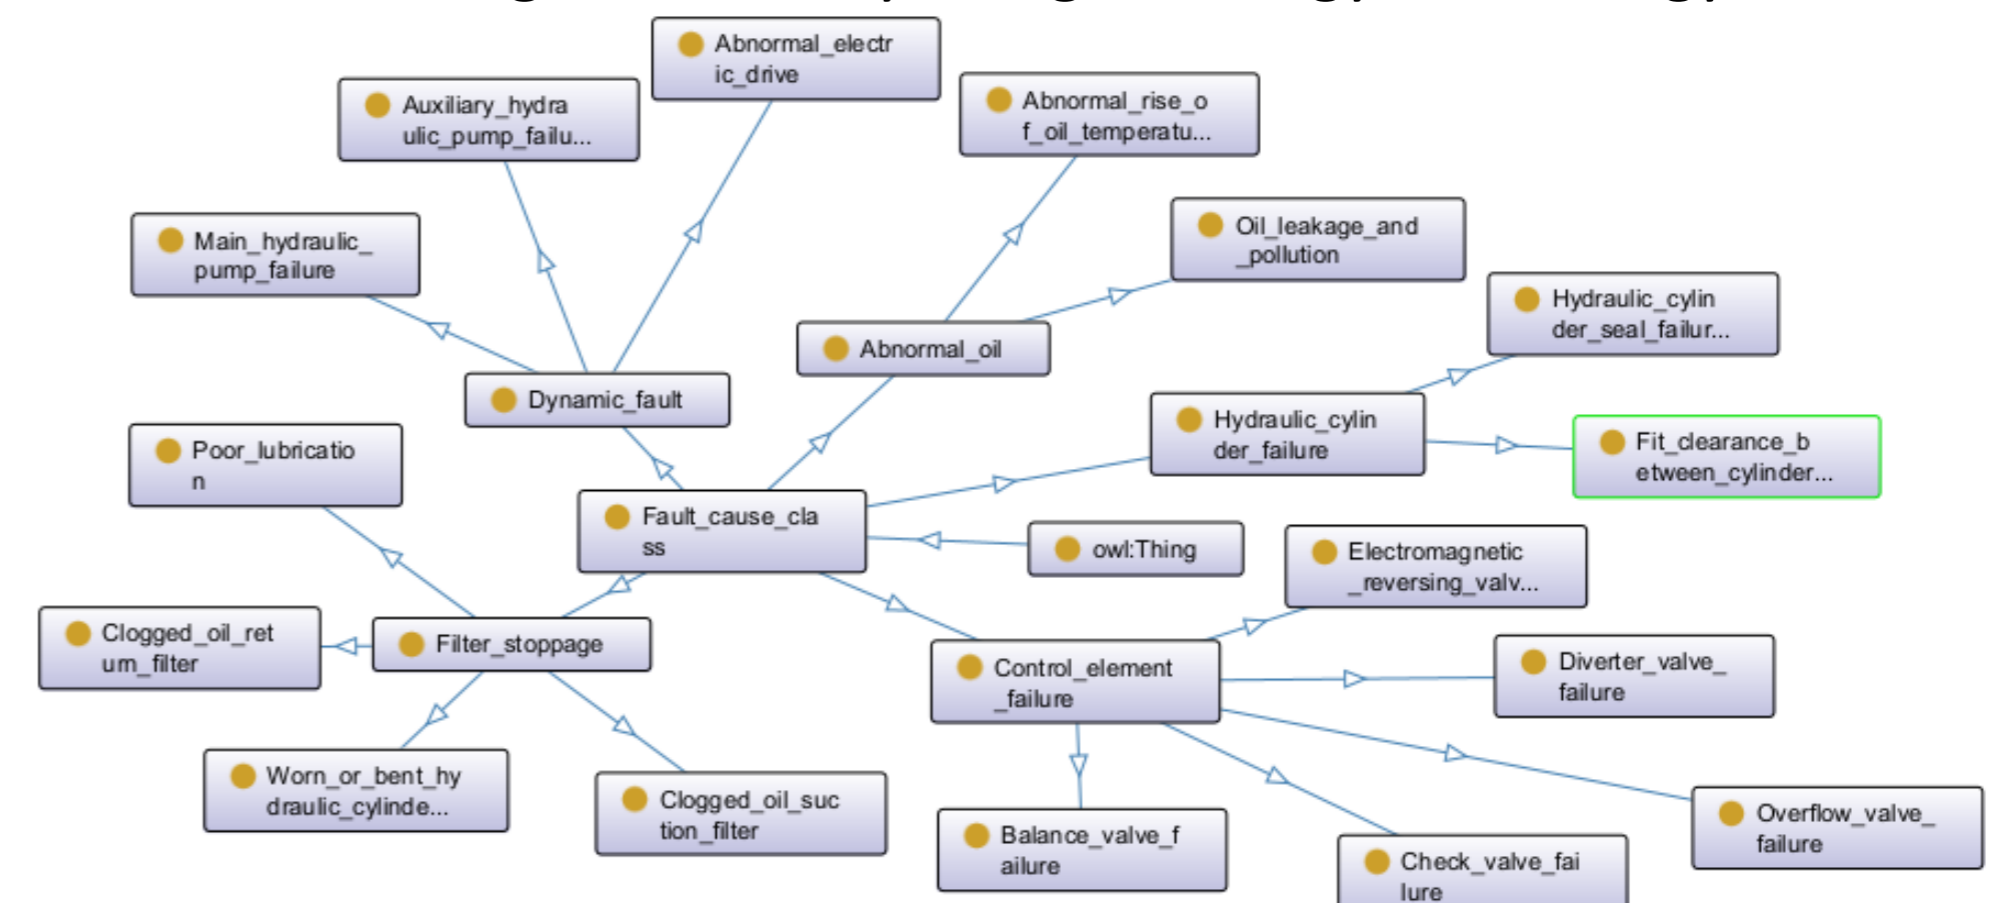 Abnormal_electr
ic_drive
Auxiliary_hydra
ulic_pump_failu...
Abnormal_rise_o
f_oil_temperatu...
Main_hydraulic_
pump_failure
Oil_leakage_and
_pollution
Hydraulic_cylin
der_seal_failur...
Abnormal_oil
Dynamic_fault
Hydraulic_cylin
der_failure
Fit_clearance_b
etween_cylinder...
Poor_lubricatio
n
Fault_cause_cla
ss
owl:Thing
Electromagnetic
_reversing_valv...
Clogged_oil_ret
urn_filter
Filter_stoppage
Control_element
_failure
Diverter_valve_
failure
Worn_or_bent_hy
draulic_cylinde...
Clogged_oil_suc
tion_filter
Balance_valve_f
ailure
Check_valve_fai
lure
Overflow_valve_
failure